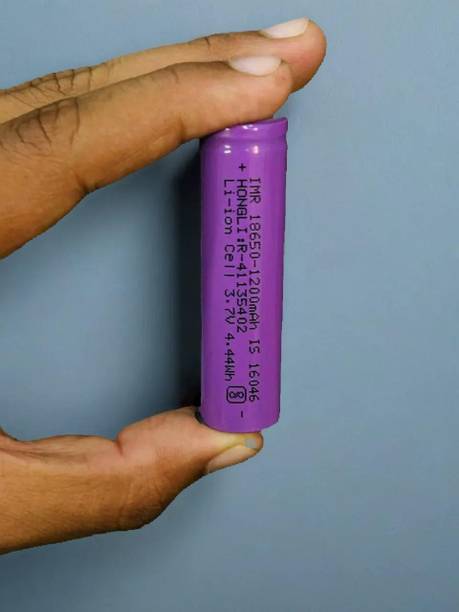 IMR 18650-1200mAh IS 16046
+ HONGLI:R-41135402
Li-ion Cell 3.7V 4.44Wh -